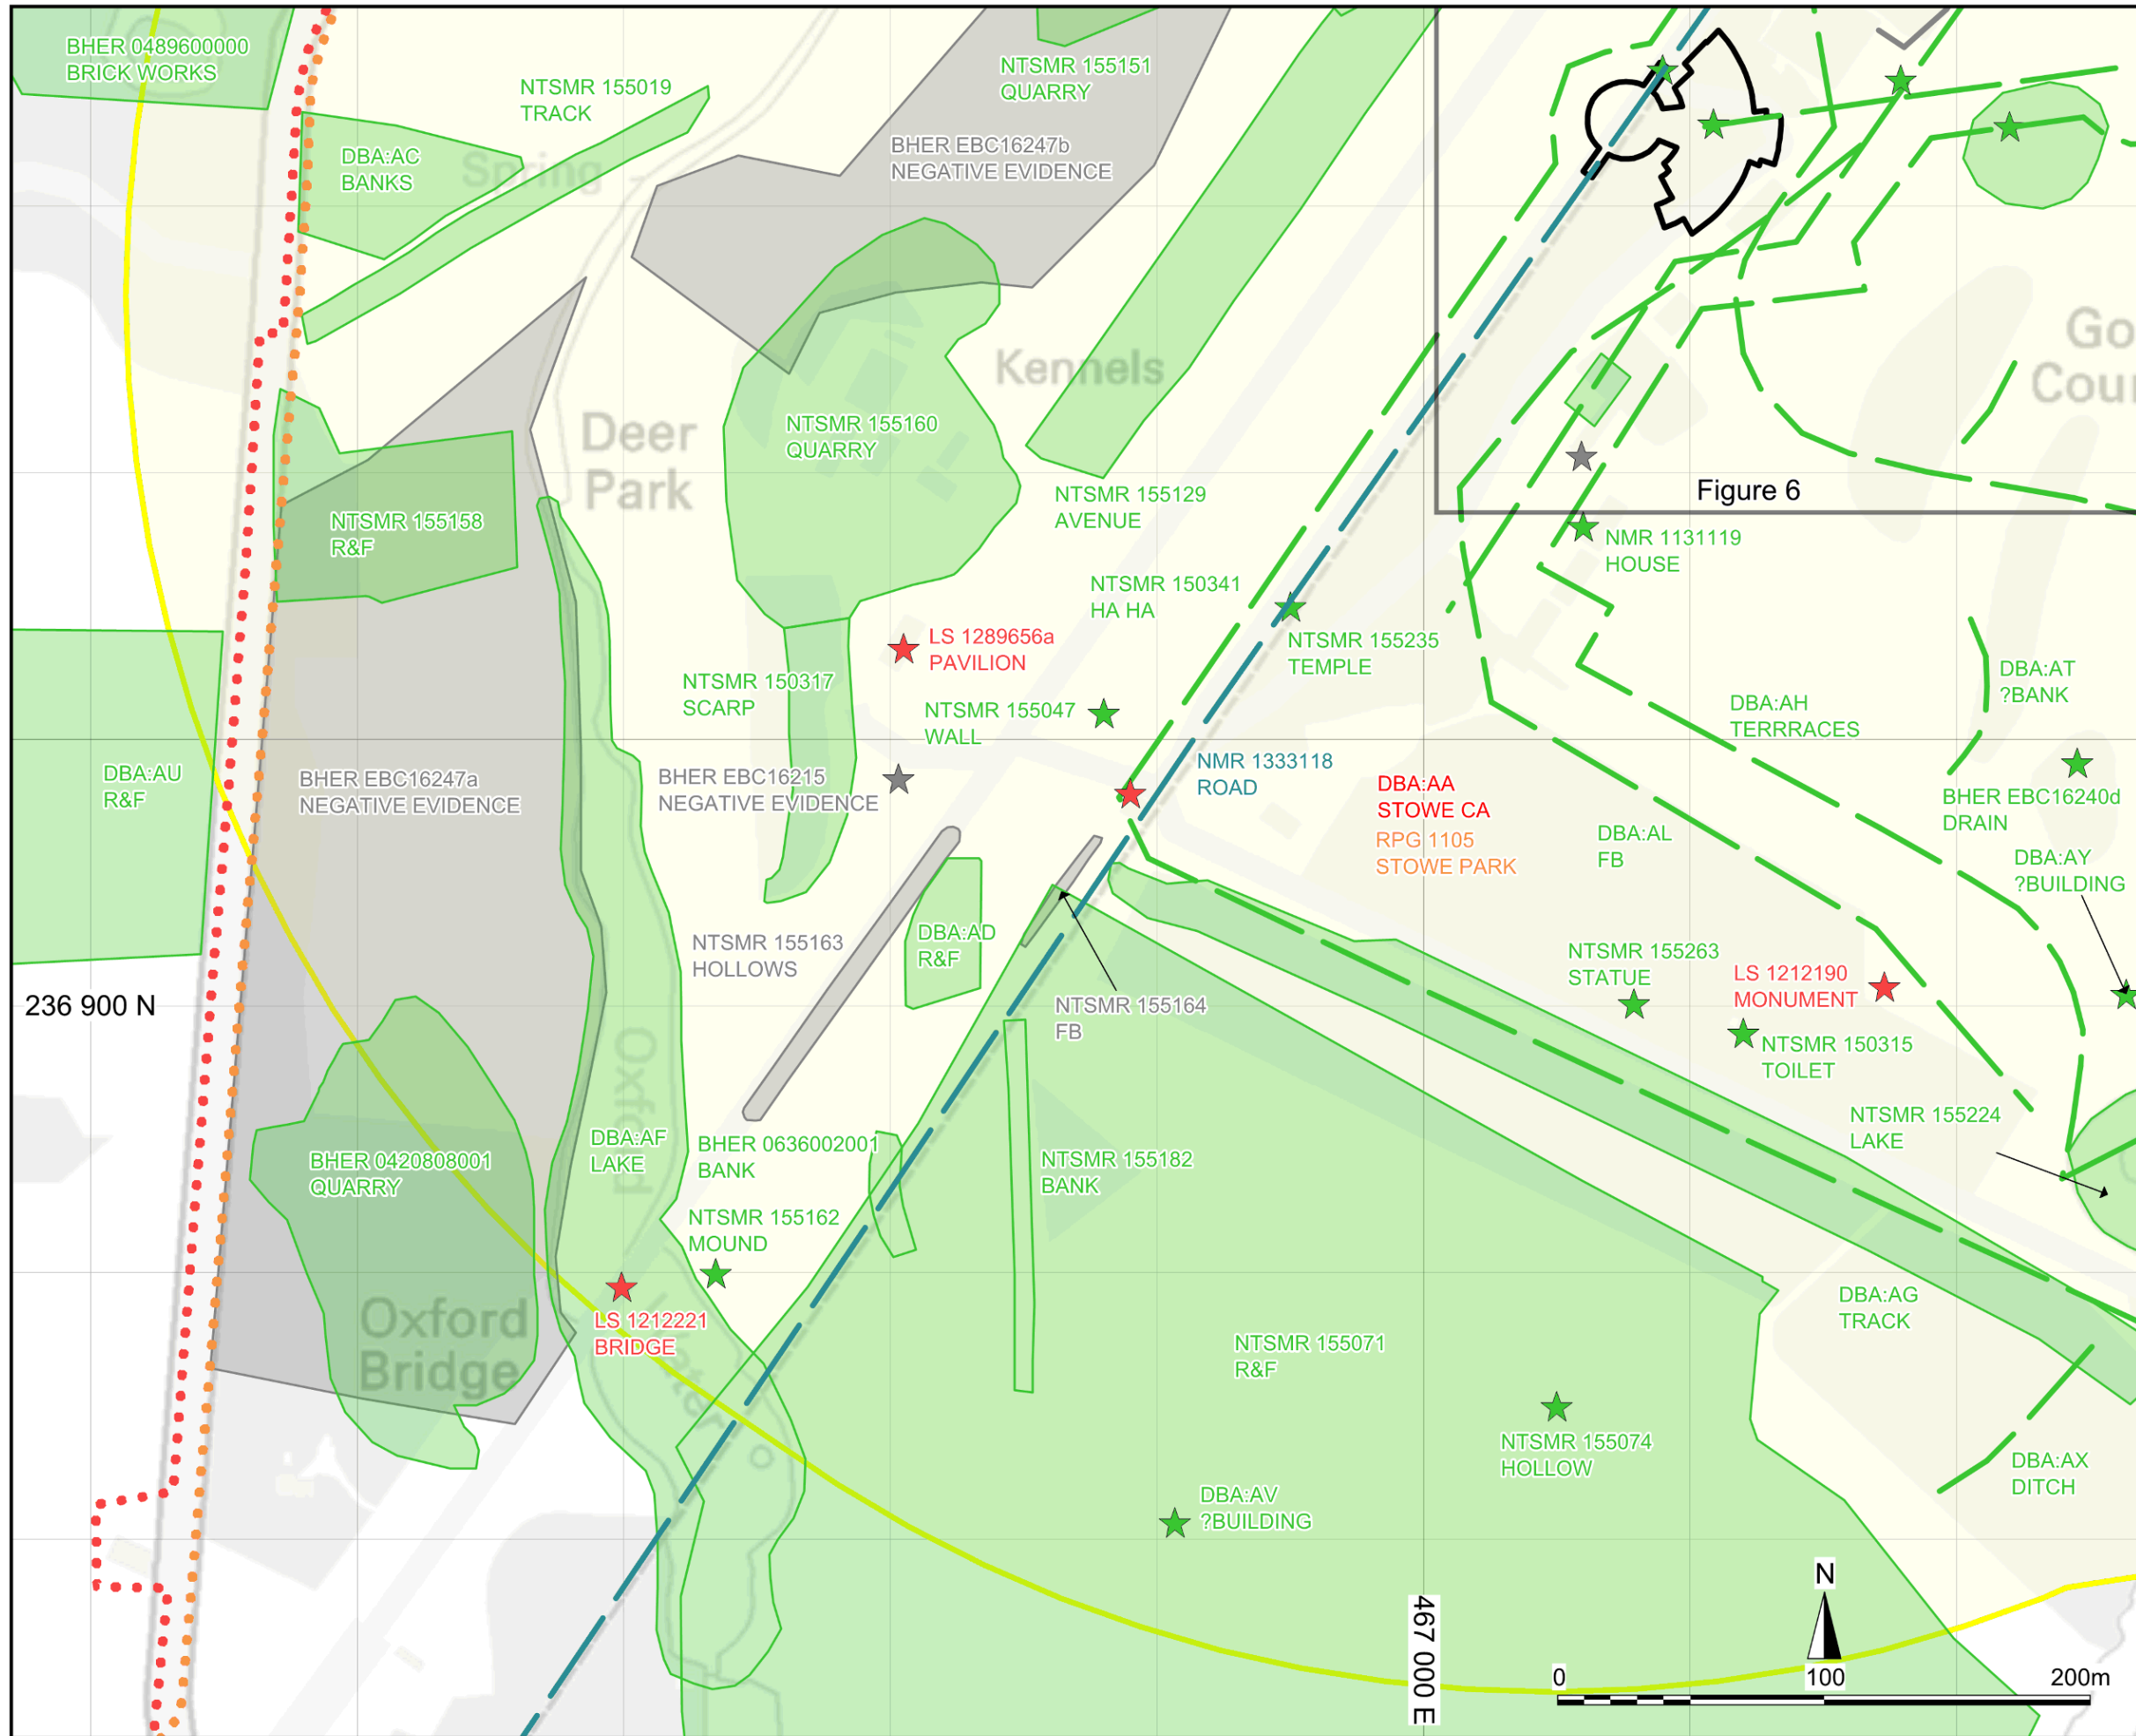 BHER 0489600000
BRICK WORKS
NTSMR 155019
TRACK
NTSMR 155151
QUARRY
DBA:AC
BANKS
Spring
BHER EBC16247b
NEGATIVE EVIDENCE
Kennels
Deer
Park
NTSMR 155160
QUARRY
NTSMR 155129
AVENUE
Figure 6
Go
Cour
NTSMR 155158
R&F
NMR 1131119
HOUSE
NTSMR 150341
HA HA
LS 1289656a
PAVILION
NTSMR 155235
TEMPLE
NTSMR 150317
SCARP
NTSMR 155047
WALL
DBA:AT
?BANK
DBA:AH
TERRRACES
DBA:AU
R&F
BHER EBC16247a
NEGATIVE EVIDENCE
BHER EBC16215
NEGATIVE EVIDENCE
NMR 1333118
ROAD
DBA:AA
STOWE CA
RPG 1105
STOWE PARK
DBA:AL
FB
BHER EBC16240d
DRAIN
DBA:AY
?BUILDING
NTSMR 155163
HOLLOWS
DBA:AD
R&F
NTSMR 155263
STATUE
LS 1212190
MONUMENT
236 900 N
NTSMR 155164
FB
NTSMR 150315
TOILET
Oxford
Water
NTSMR 155224
LAKE
BHER 0420808001
QUARRY
DBA:AF
LAKE
BHER 0636002001
BANK
NTSMR 155182
BANK
NTSMR 155162
MOUND
LS 1212221
BRIDGE
Oxford
Bridge
NTSMR 155071
R&F
DBA:AG
TRACK
NTSMR 155074
HOLLOW
DBA:AX
DITCH
DBA:AV
?BUILDING
467 000 E
N
0
100
200m